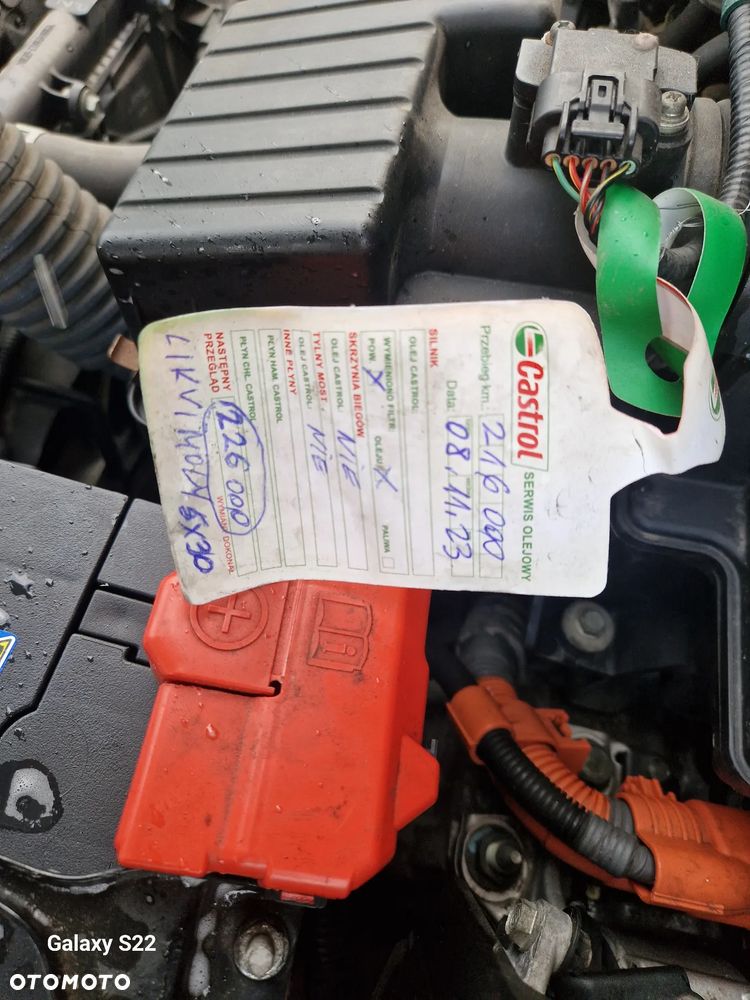 Castrol SERWIS OLEJOWY
Przebieg km.: 216 000
Data: 08.11.23
SILNIK
OLEJ CASTROL:
WYMIENIONO FILTR:
POW. X OLEJU X PALIWA
SKRZYNIA BIEGÓW
OLEJ CASTROL: NIE
TYLNY MOST
OLEJ CASTROL: NIE
INNE PŁYNY
PŁYN HAM. CASTROL
PŁYN CHŁ. CASTROL
NASTĘPNY PRZEGLĄD 226 000
WYMIANY DOKONAŁ
LIKVI MOLY 5X30
Galaxy S22
OTOMOTO